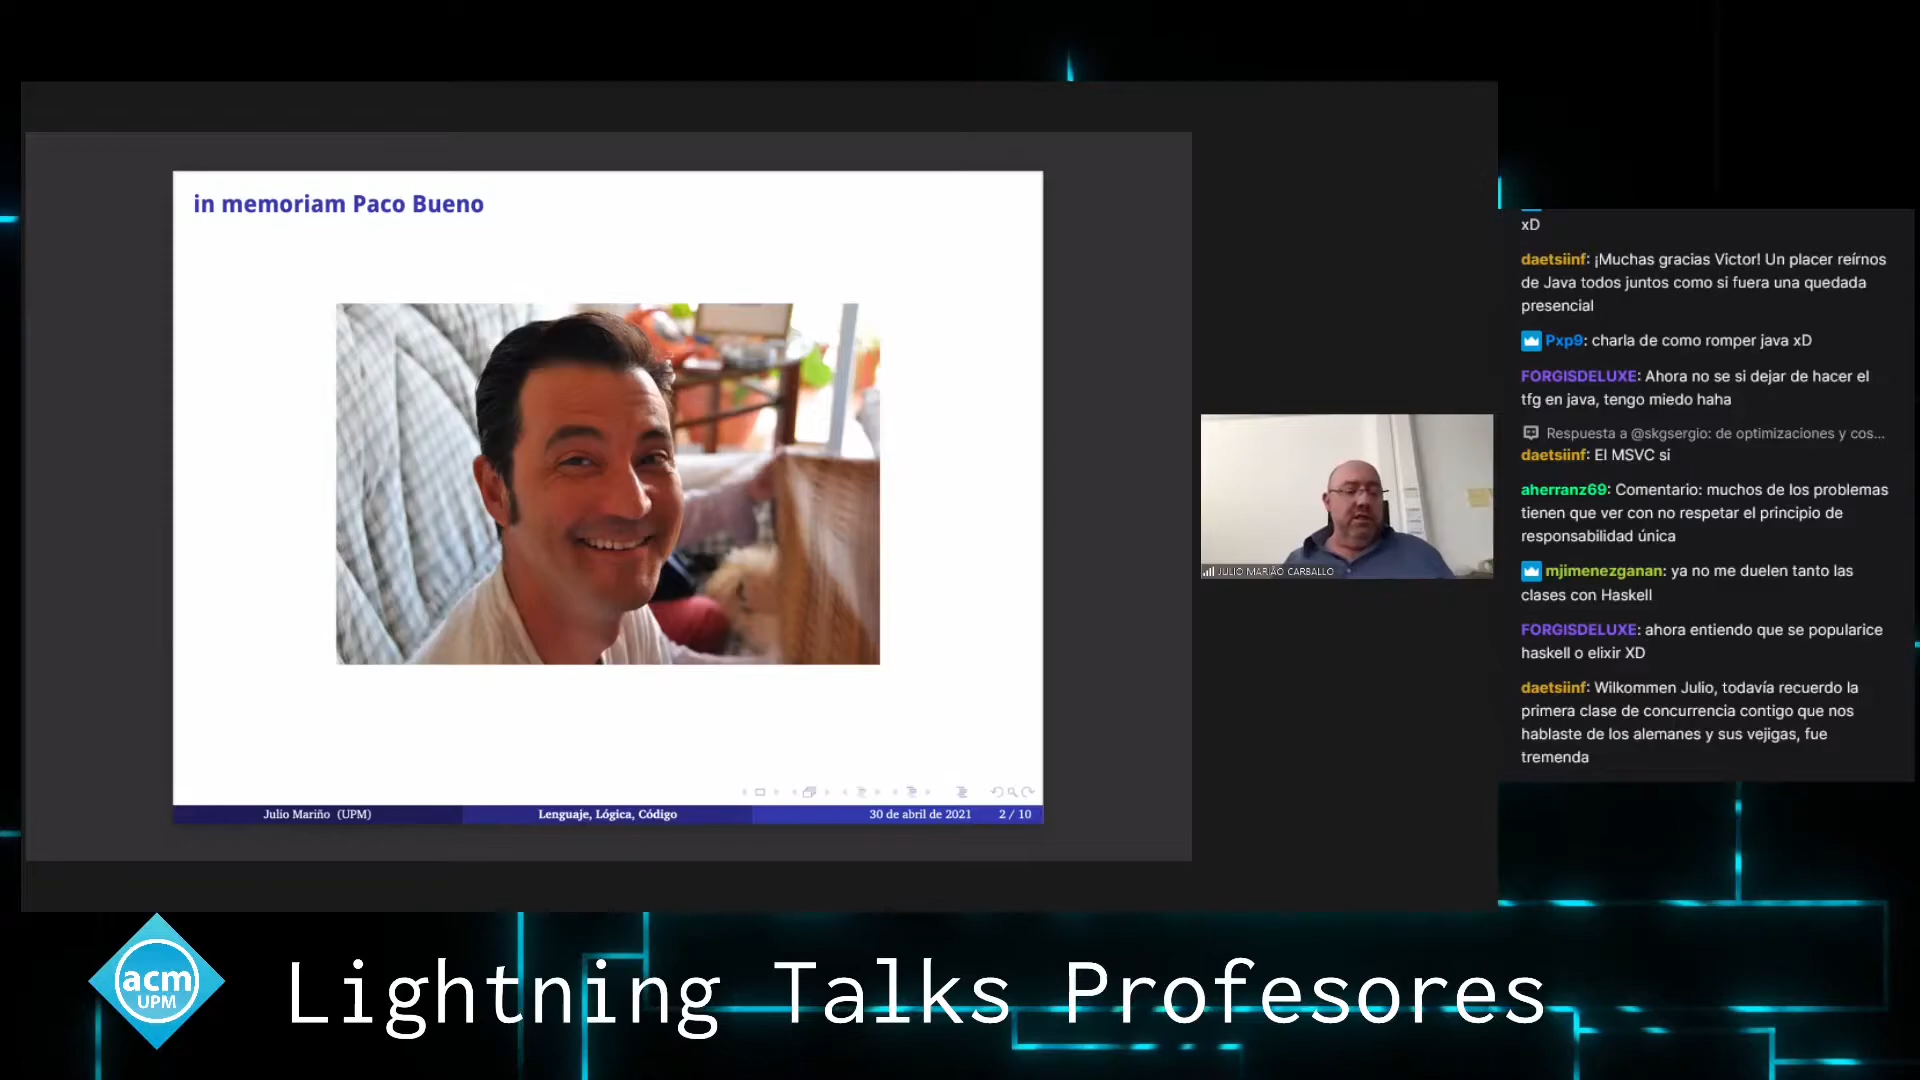 in memoriam Paco Bueno
Julio Mariño (UPM)
Lenguaje, Lógica, Código
30 de abril de 2021
2 / 10
JULIO MARIÃO CARBALLO
xD
daetsiinf: ¡Muchas gracias Victor! Un placer reírnos
de Java todos juntos como si fuera una quedada
presencial
Pxp9: charla de como romper java xD
FORGISDELUXE: Ahora no se si dejar de hacer el
tfg en java, tengo miedo haha
Respuesta a @skgsergio: de optimizaciones y cos...
daetsiinf: El MSVC si
aherranz69: Comentario: muchos de los problemas
tienen que ver con no respetar el principio de
responsabilidad única
mjimenezganan: ya no me duelen tanto las
clases con Haskell
FORGISDELUXE: ahora entiendo que se popularice
haskell o elixir XD
daetsiinf: Wilkommen Julio, todavía recuerdo la
primera clase de concurrencia contigo que nos
hablaste de los alemanes y sus vejigas, fue
tremenda
acm
UPM
Lightning Talks Profesores